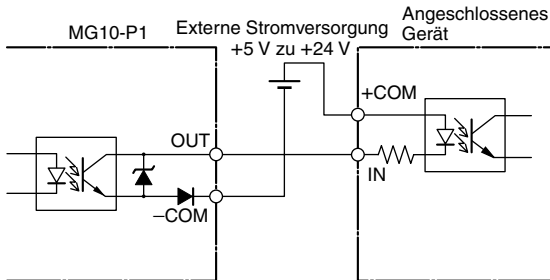 MG10-P1
Externe Stromversorgung
+5 V zu +24 V
Angeschlossenes
Gerät
+COM
OUT
IN
−COM